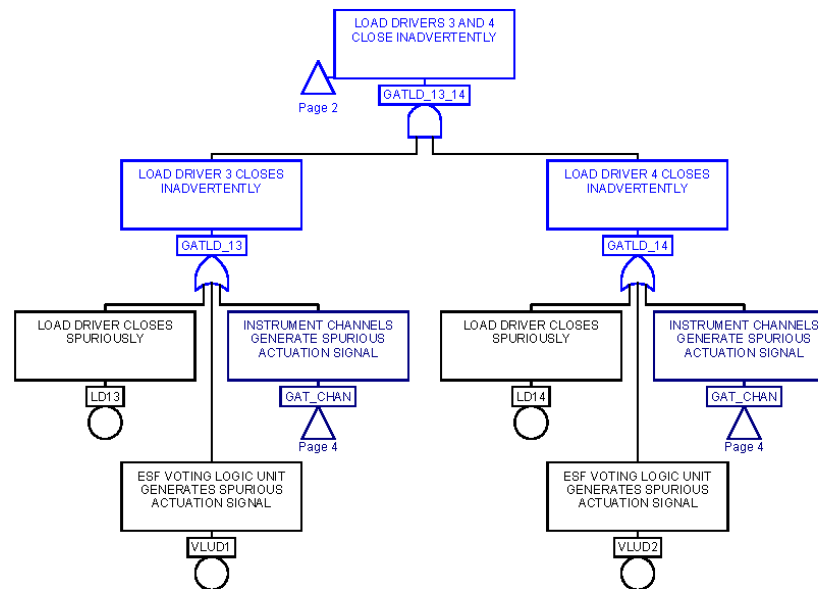 LOAD DRIVERS 3 AND 4
CLOSE INADVERTENTLY
Page 2
GATLD_13_14
LOAD DRIVER 3 CLOSES
INADVERTENTLY
LOAD DRIVER 4 CLOSES
INADVERTENTLY
GATLD_13
GATLD_14
LOAD DRIVER CLOSES
SPURIOUSLY
INSTRUMENT CHANNELS
GENERATE SPURIOUS
ACTUATION SIGNAL
LOAD DRIVER CLOSES
SPURIOUSLY
INSTRUMENT CHANNELS
GENERATE SPURIOUS
ACTUATION SIGNAL
LD13
GAT_CHAN
LD14
GAT_CHAN
Page 4
Page 4
ESF VOTING LOGIC UNIT
GENERATES SPURIOUS
ACTUATION SIGNAL
ESF VOTING LOGIC UNIT
GENERATES SPURIOUS
ACTUATION SIGNAL
VLUD1
VLUD2